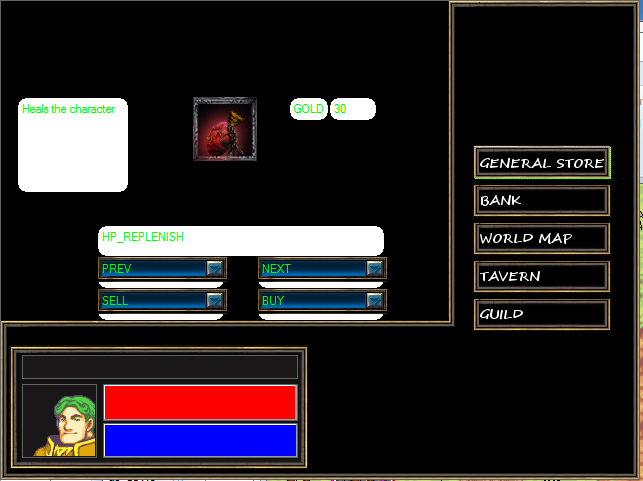 Heals the character
GOLD 30
HP_REPLENISH
PREV
NEXT
SELL
BUY
GENERAL STORE
BANK
WORLD MAP
TAVERN
GUILD